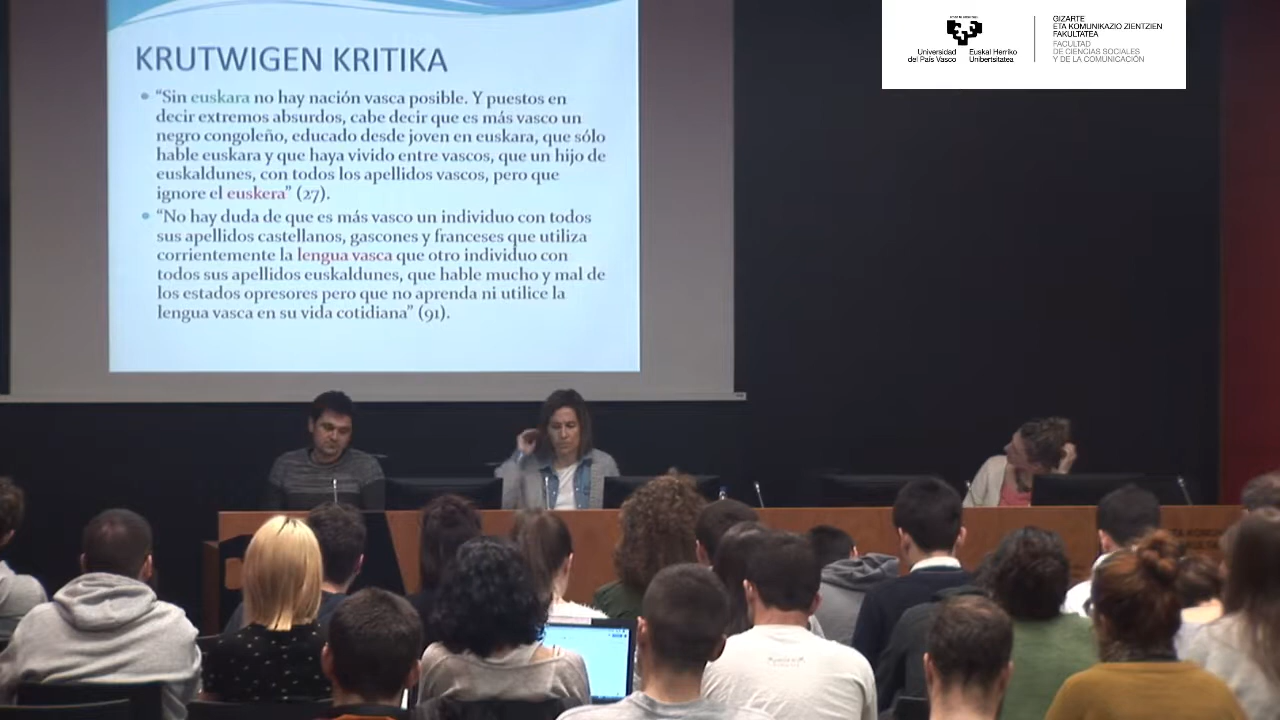 KRUTWIGEN KRITIKA
“Sin euskara no hay nación vasca posible. Y puestos en
decir extremos absurdos, cabe decir que es más vasco un
negro congoleño, educado desde joven en euskara, que sólo
hable euskara y que haya vivido entre vascos, que un hijo de
euskaldunes, con todos los apellidos vascos, pero que
ignore el euskera” (27).
“No hay duda de que es más vasco un individuo con todos
sus apellidos castellanos, gascones y franceses que utiliza
corrientemente la lengua vasca que otro individuo con
todos sus apellidos euskaldunes, que hable mucho y mal de
los estados opresores pero que no aprenda ni utilice la
lengua vasca en su vida cotidiana” (91).
Universidad
del País Vasco
Euskal Herriko
Unibertsitatea
GIZARTE
ETA KOMUNIKAZIO ZIENTZIEN
FAKULTATEA
FACULTAD
DE CIENCIAS SOCIALES
Y DE LA COMUNICACIÓN
ETA KOMUN